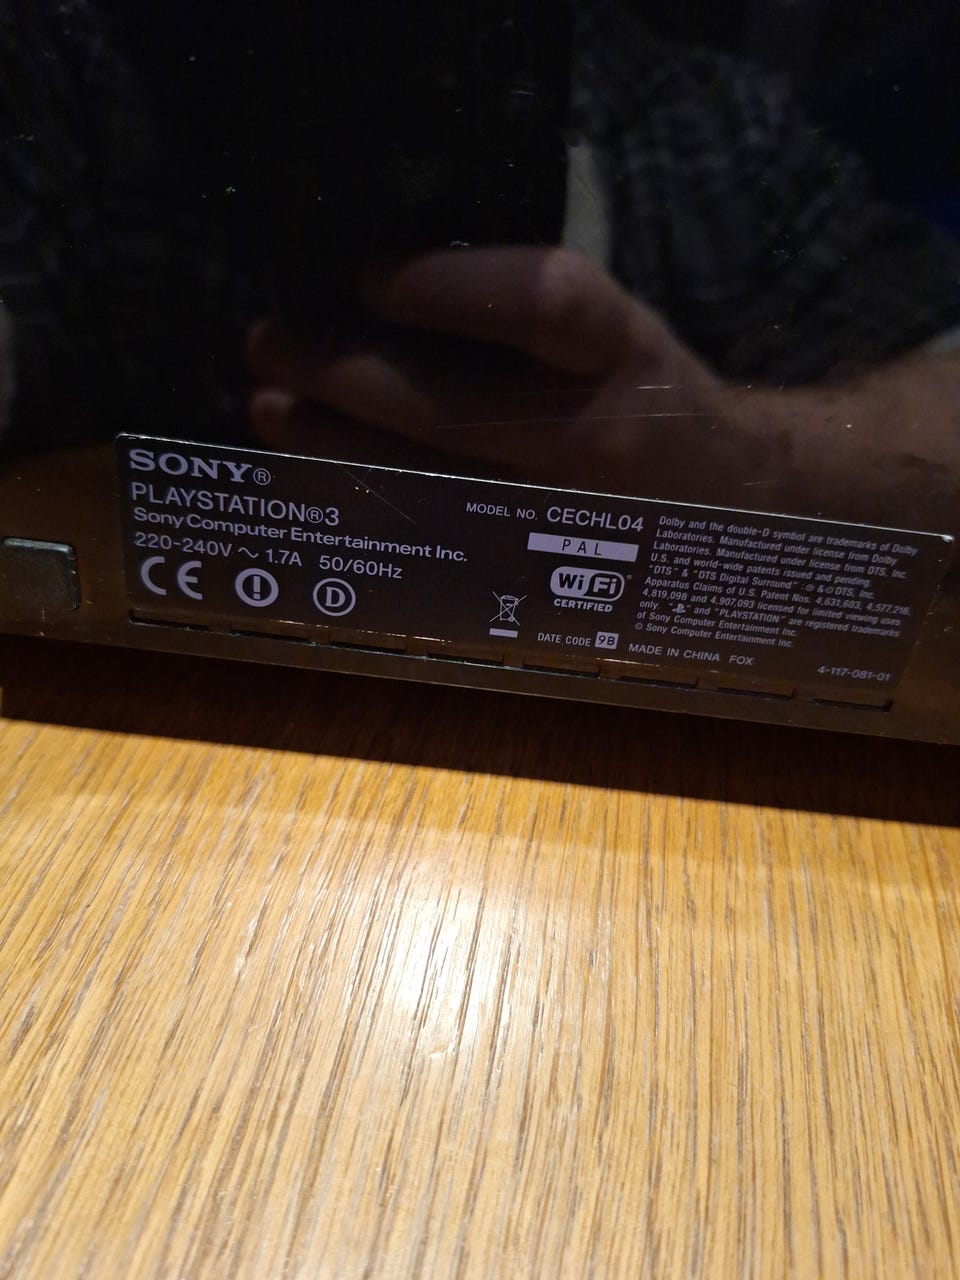 SONY®
PLAYSTATION®3
Sony Computer Entertainment Inc.
220-240V ～ 1.7A 50/60Hz
CE D
MODEL NO. CECHL04
PAL
Wi Fi®
CERTIFIED
DATE CODE 9B MADE IN CHINA FOX
Dolby and the double-D symbol are trademarks of Dolby
Laboratories. Manufactured under license from Dolby
Laboratories. Manufactured under license from DTS, Inc.
U.S. and world-wide patents issued and pending.
"DTS" & "DTS Digital Surround" : © & © DTS, Inc.
Apparatus Claims of U.S. Patent Nos. 4,631,603, 4,577,216,
4,819,098 and 4,907,093 licensed for limited viewing uses
only. " " and "PLAYSTATION" are registered trademarks
of Sony Computer Entertainment Inc.
© Sony Computer Entertainment Inc.
4-117-081-01